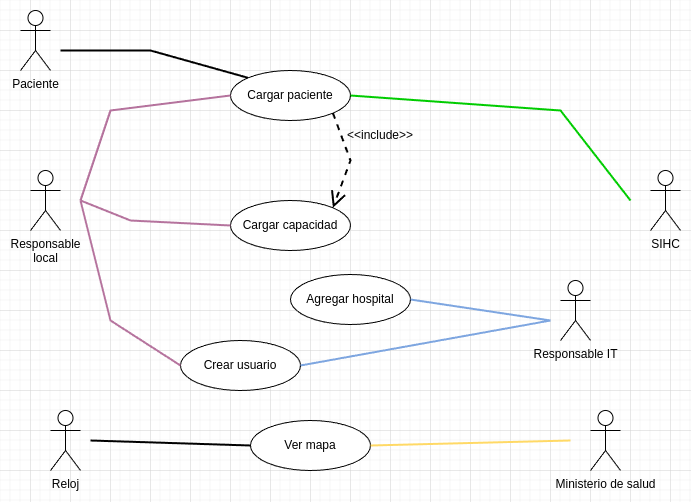 Paciente
Cargar paciente
<<include>>
Responsable
local
Cargar capacidad
SIHC
Agregar hospital
Responsable IT
Crear usuario
Reloj
Ver mapa
Ministerio de salud